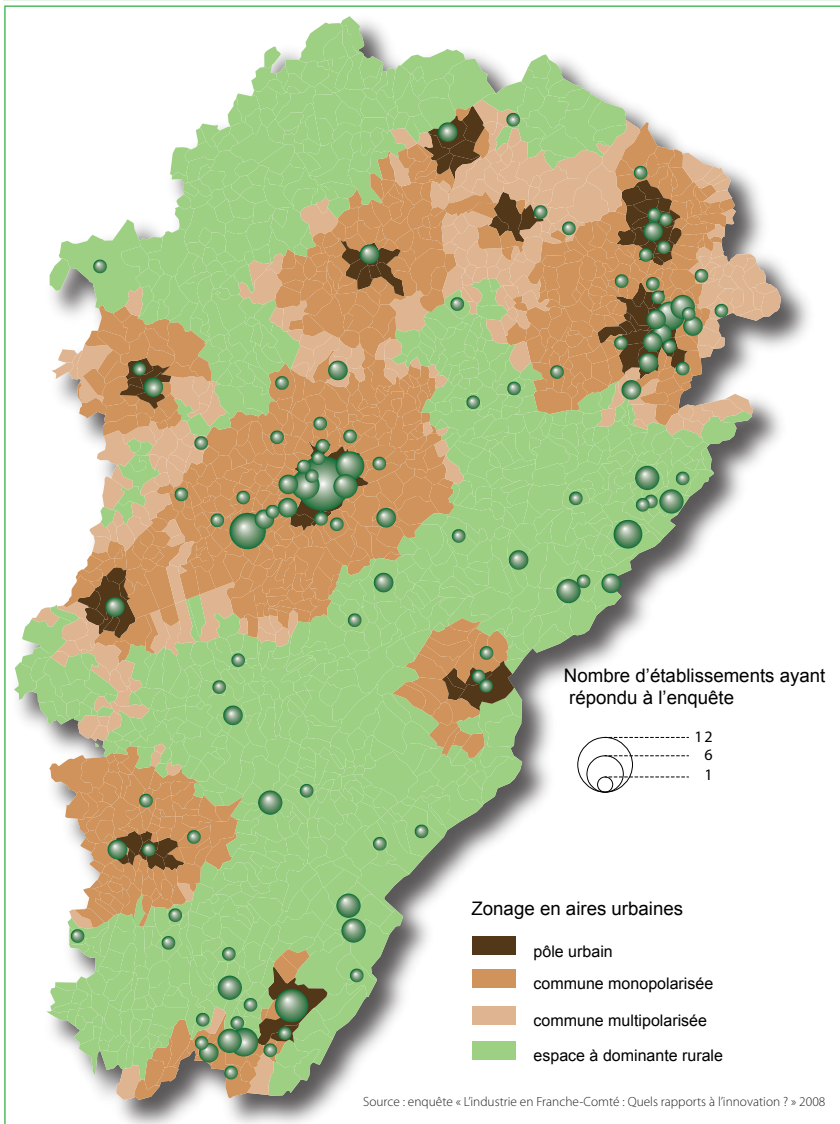 Nombre d'établissements ayant
répondu à l'enquête
12
6
1
Zonage en aires urbaines
pôle urbain
commune monopolarisée
commune multipolarisée
espace à dominante rurale
Source : enquête « L'industrie en Franche-Comté : Quels rapports à l'innovation ? » 2008